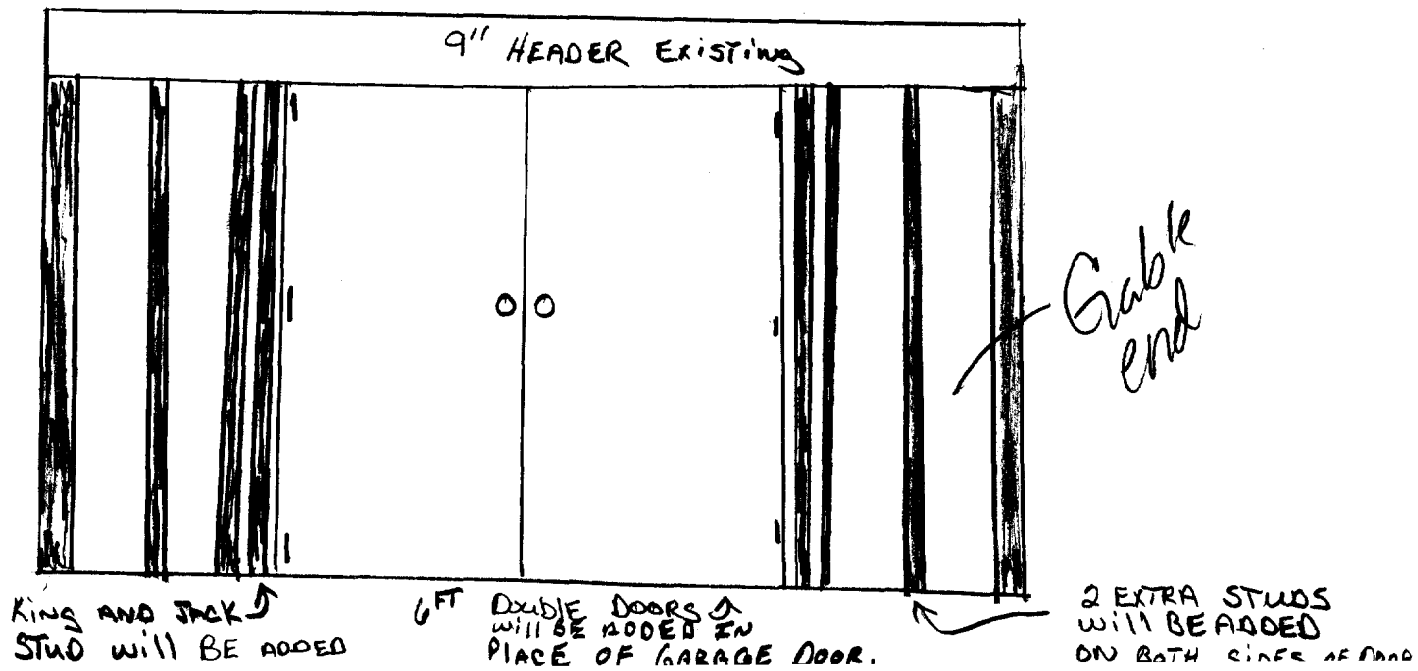 9" HEADER Existing
Gable
end
King AND JACK
STUD will BE ADDED
6FT Double Doors
will BE ADDED IN
PLACE OF GARAGE DOOR.
2 EXTRA STUDS
will BE ADDED
ON BOTH SIDES OF DOOR